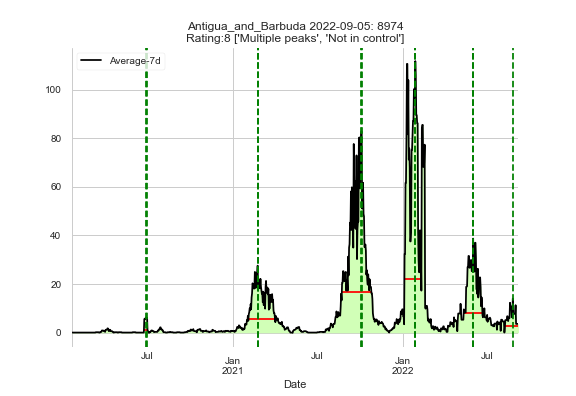 Antigua_and_Barbuda 2022-09-05: 8974
Rating:8 ['Multiple peaks', 'Not in control']
Average-7d
100
80
60
40
20
0
Jul
Jan
2021
Jul
Jan
2022
Jul
Date